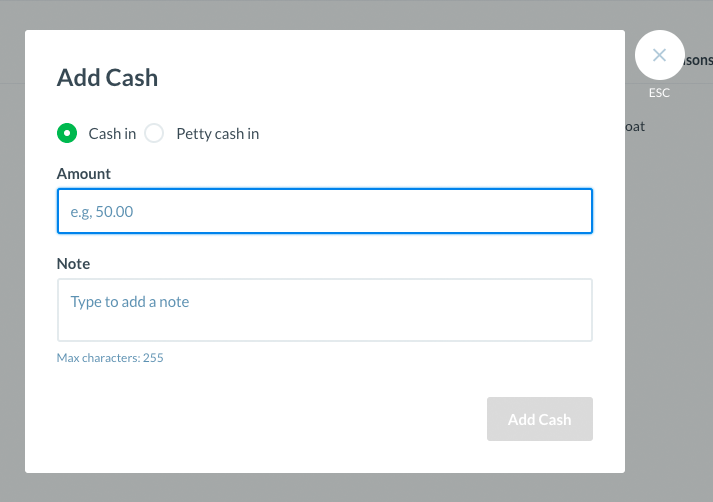 Add Cash
sons
ESC
Cash in Petty cash in
oat
Amount
e.g, 50.00
Note
Type to add a note
Max characters: 255
Add Cash